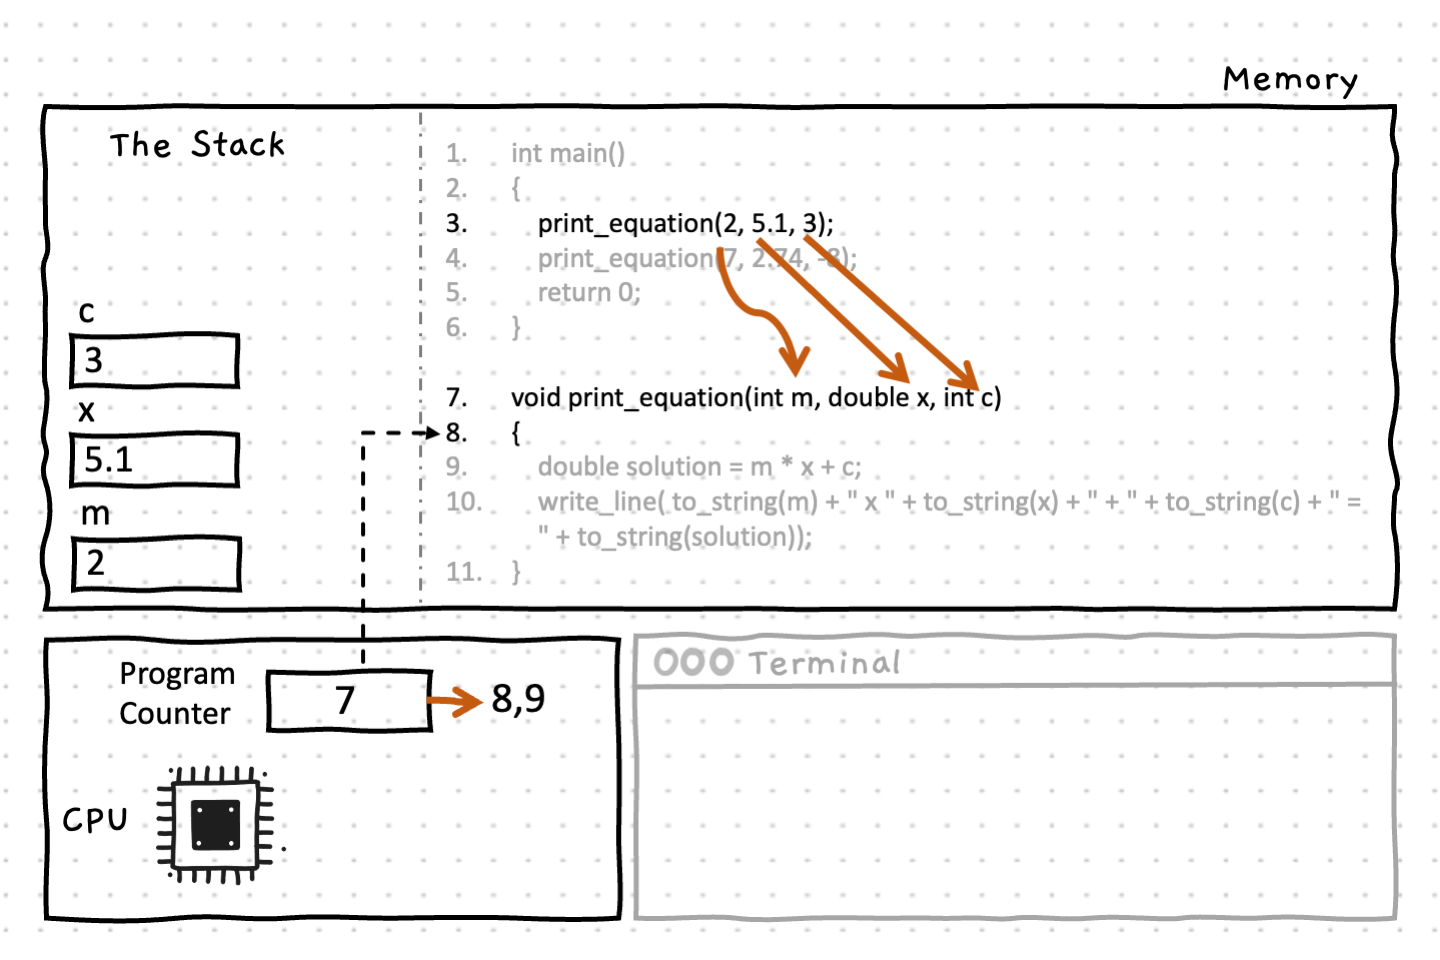 Memory
The Stack
1. int main()
2. {
3. print_equation(2, 5.1, 3);
4. print_equation(7, 2.74, -8);
5. return 0;
6. }
c
3
x
5.1
m
2
7. void print_equation(int m, double x, int c)
8. {
9. double solution = m * x + c;
10. write_line( to_string(m) + " x " + to_string(x) + " + " + to_string(c) + " =
" + to_string(solution));
11. }
Program
Counter
7
8,9
CPU
Terminal